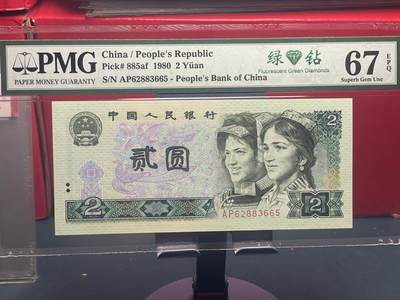 PMG
PAPER MONEY GUARANTY
China / People's Republic
Pick# 885af 1980 2 Yüan
S/N AP62883665 - People's Bank of China
绿 钻
Fluorescent Green Diamonds
67 EPQ
Superb Gem Unc
中国人民银行
贰圆
2
2
AP62883665